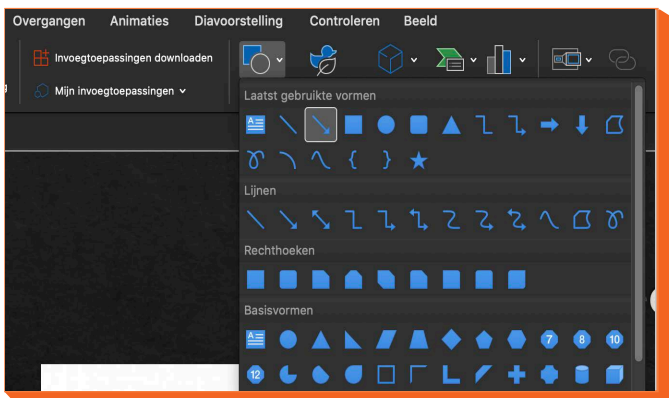 Overgangen Animaties Diavoorstelling Controleren Beeld
Invoegtoepassingen downloaden
Mijn invoegtoepassingen
Laatst gebruikte vormen
Lijnen
Rechthoeken
Basisvormen
7 8 10
12